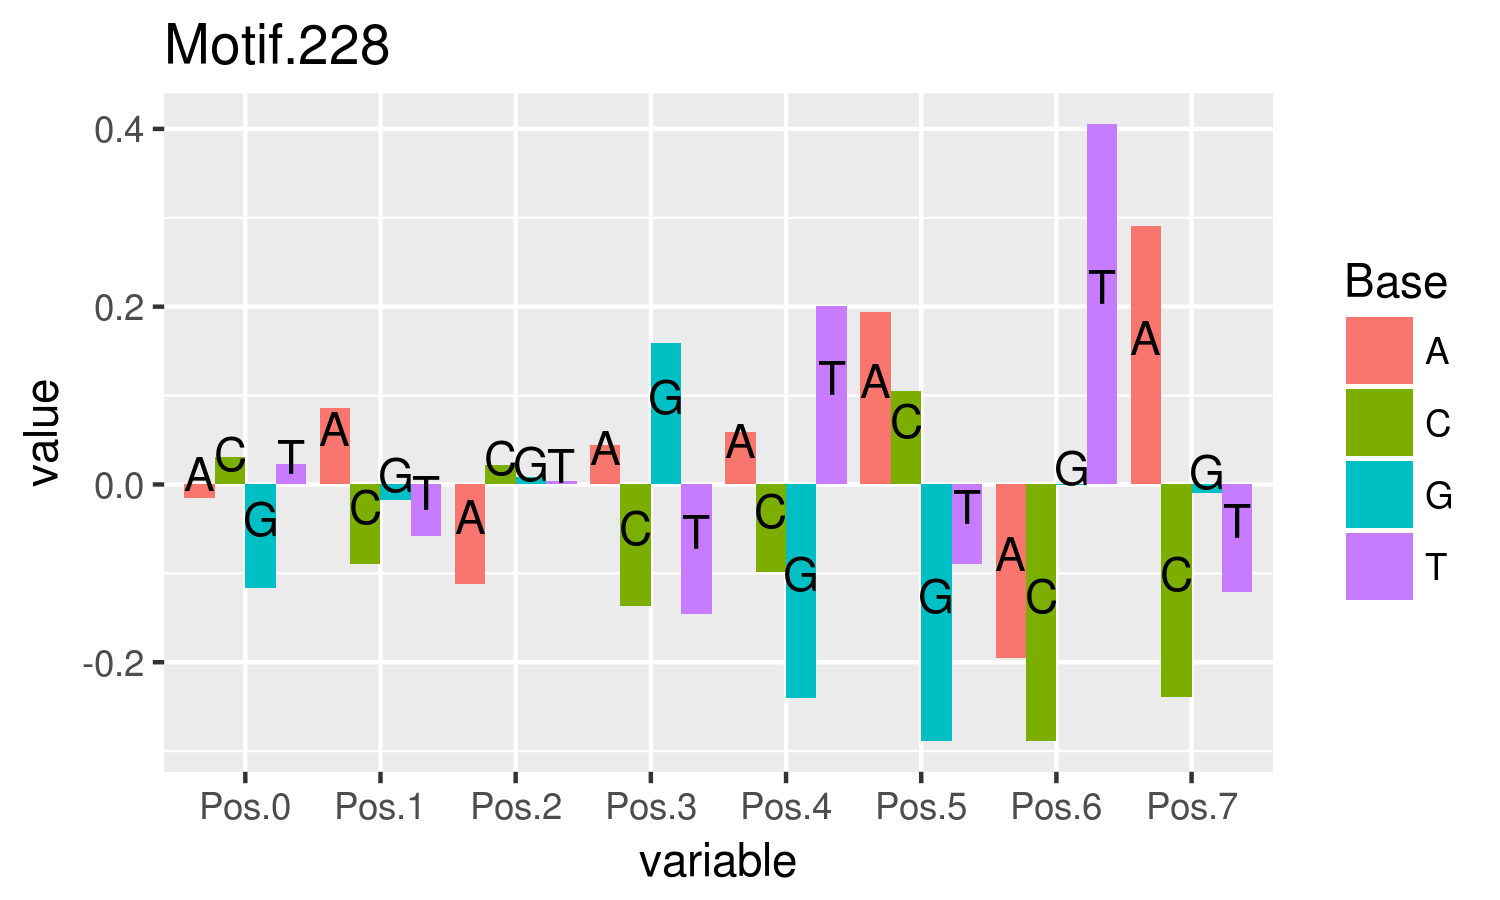 Motif.228
0.4
0.2
0.0
-0.2
value
A C G T A C G T A C G T A C G T A C G T A C G T A C G T A C G T
Pos.0 Pos.1 Pos.2 Pos.3 Pos.4 Pos.5 Pos.6 Pos.7
variable
Base
A
C
G
T